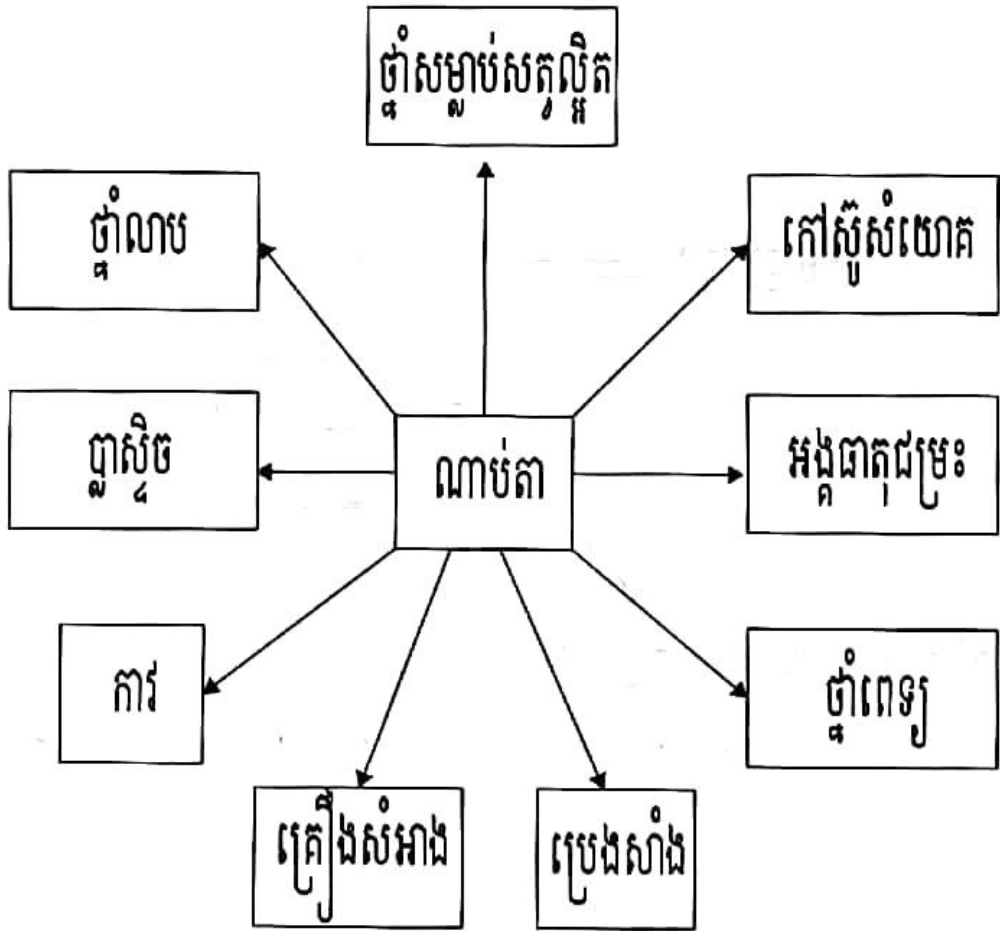 ថ្នាំសម្លាប់សត្វល្អិត
ថ្នាំលាប
កៅស៊ូសំយោគ
ប្លាស្ទិច
ណាប់តា
អង្គធាតុជម្រះ
កាវ
ថ្នាំពេទ្យ
គ្រឿងសំអាង
ប្រេងសាំង